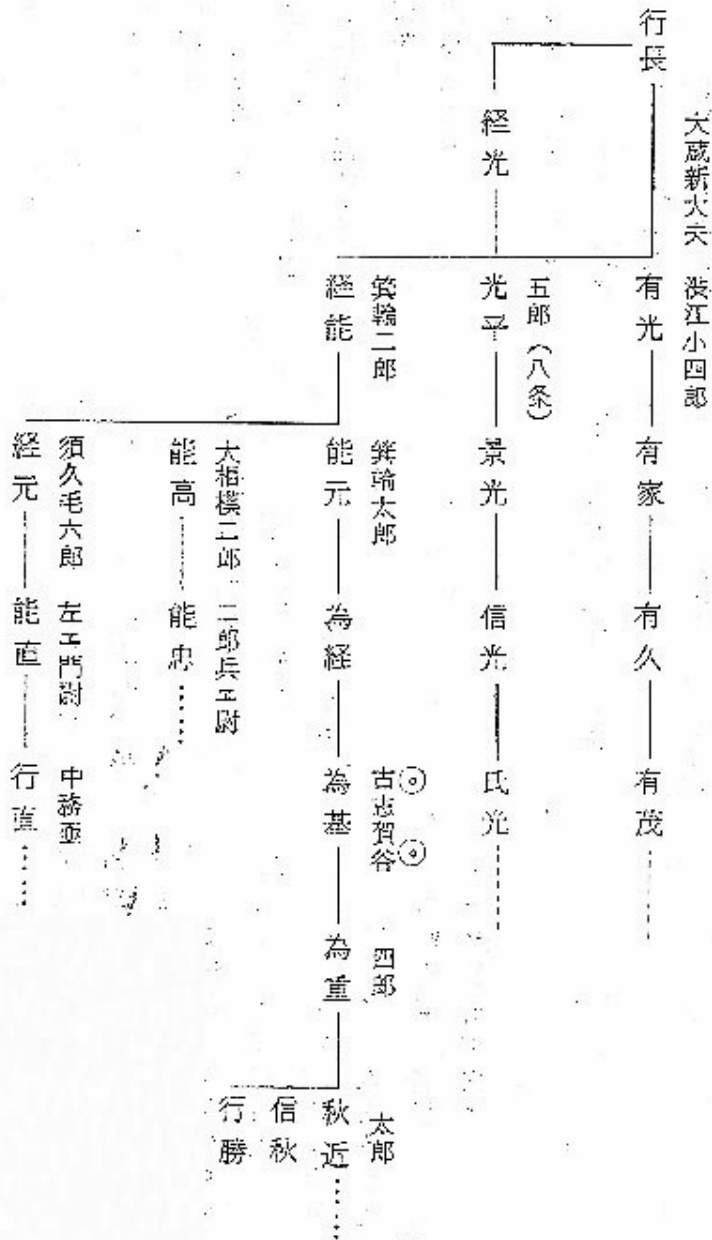 行長
大蔵新大夫
経光
渋江小四郎
有光
有家
有久
有茂
五郎(八条)
光平
景光
信光
氏光
箕輪二郎
経能
箕輪太郎
能元
為経
古志賀谷
為基
四郎
為重
太郎
秋近
信秋
行勝
大相模二郎
能高
二郎兵エ尉
能忠
須久毛六郎
経元
左エ門尉
能直
中務亟
行直